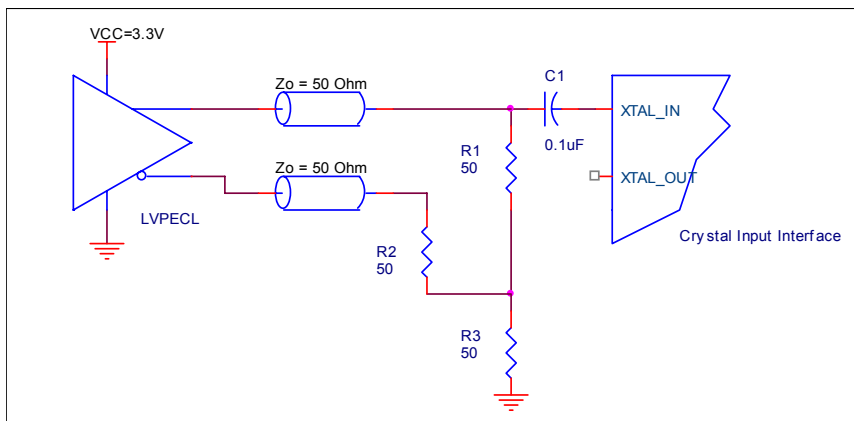 VCC=3.3V
Zo = 50 Ohm
C1
XTAL_IN
0.1uF
R1
50
Zo = 50 Ohm
XTAL_OUT
LVPECL
Crystal Input Interface
R2
50
R3
50